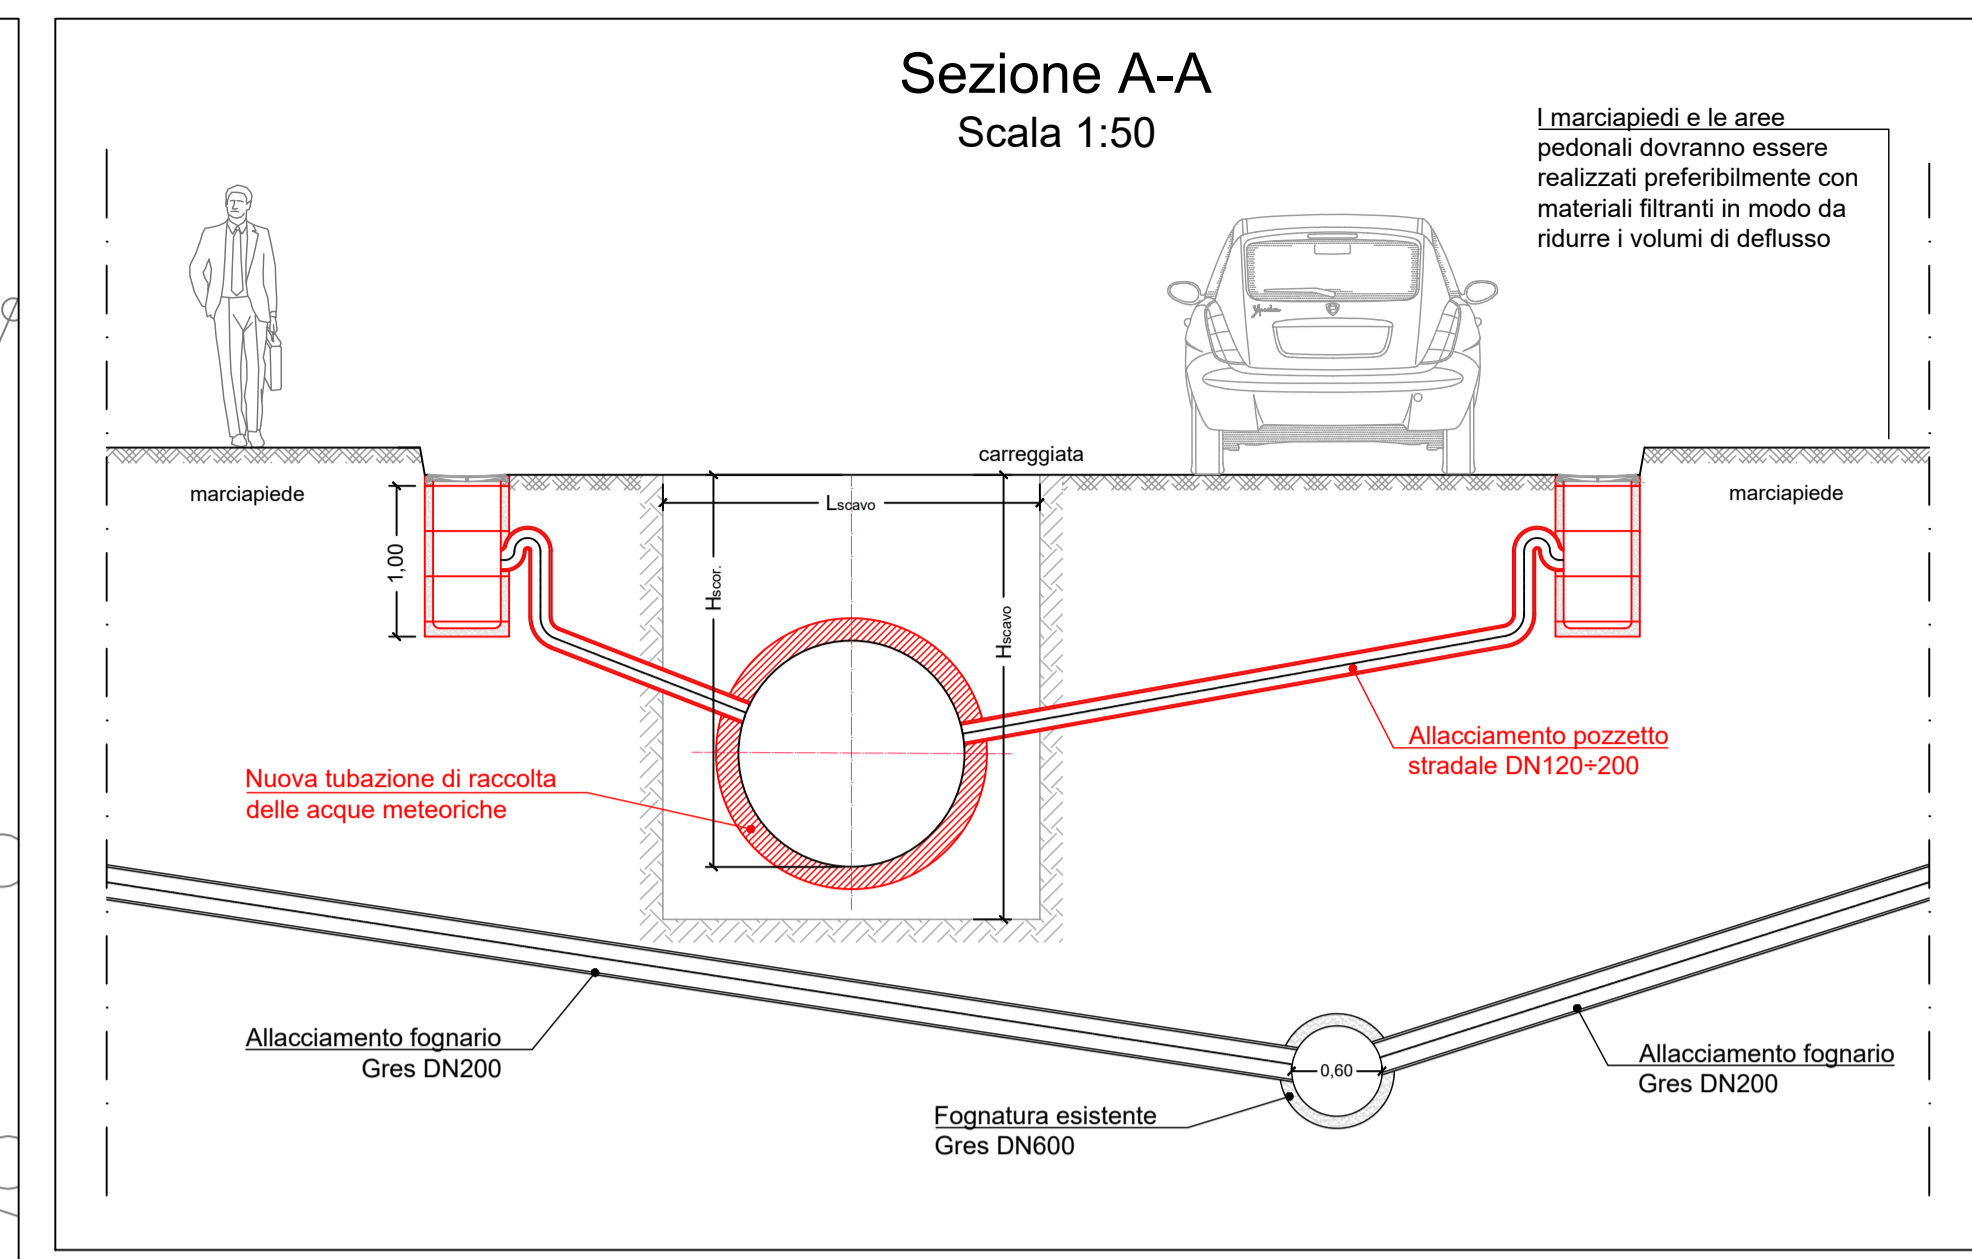 Sezione A-A
Scala 1:50
I marciapiedi e le aree
pedonali dovranno essere
realizzati preferibilmente con
materiali filtranti in modo da
ridurre i volumi di deflusso
Ypsilon
carreggiata
marciapiede
marciapiede
Lscavo
1,00
Hscor.
Hscavo
Allacciamento pozzetto
stradale DN120÷200
Nuova tubazione di raccolta
delle acque meteoriche
Allacciamento fognario
Gres DN200
0,60
Allacciamento fognario
Gres DN200
Fognatura esistente
Gres DN600